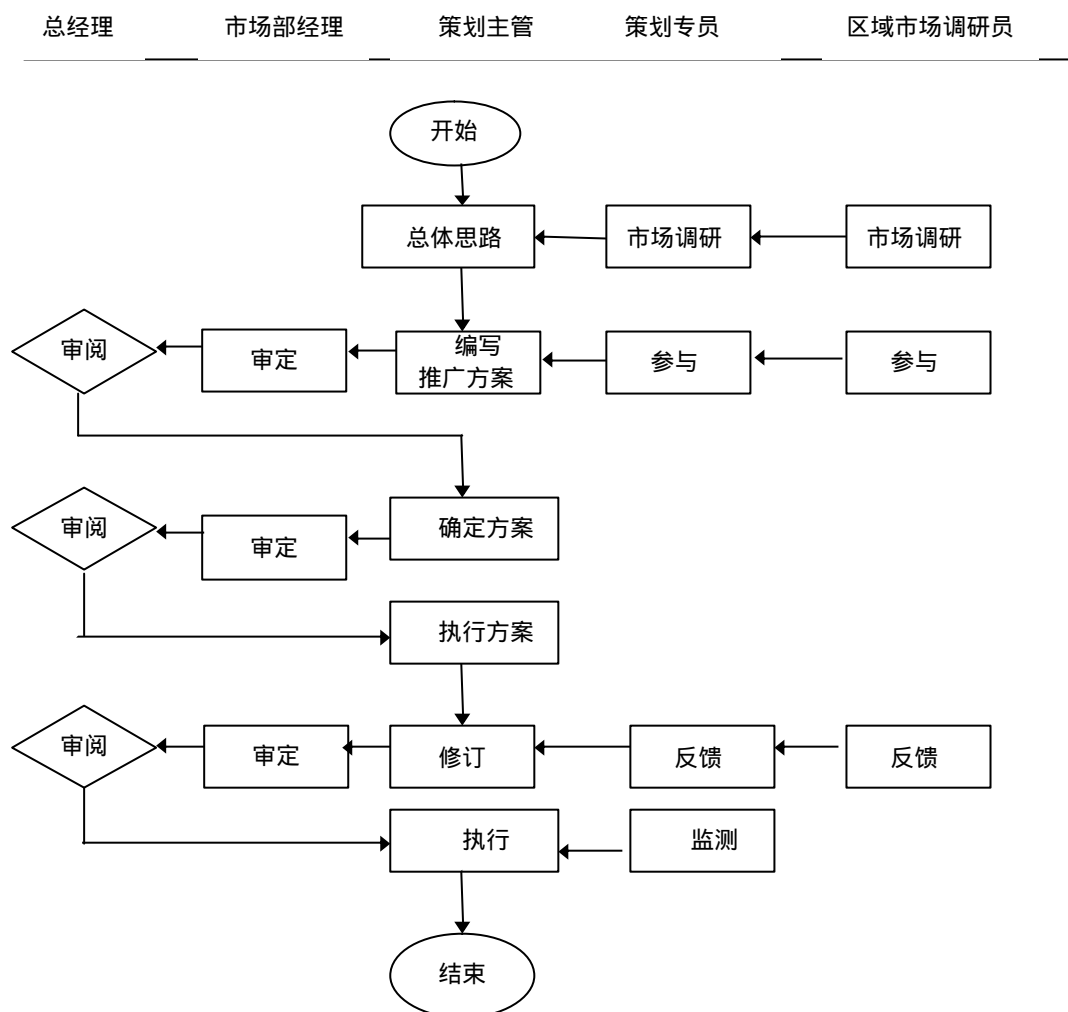 总经理 市场部经理 策划主管 策划专员 区域市场调研员
开始
总体思路 市场调研 市场调研
审阅 审定 编写 参与 参与
推广方案
审阅 审定 确定方案
执行方案
审阅 审定 修订 反馈 反馈
执行 监测
结束